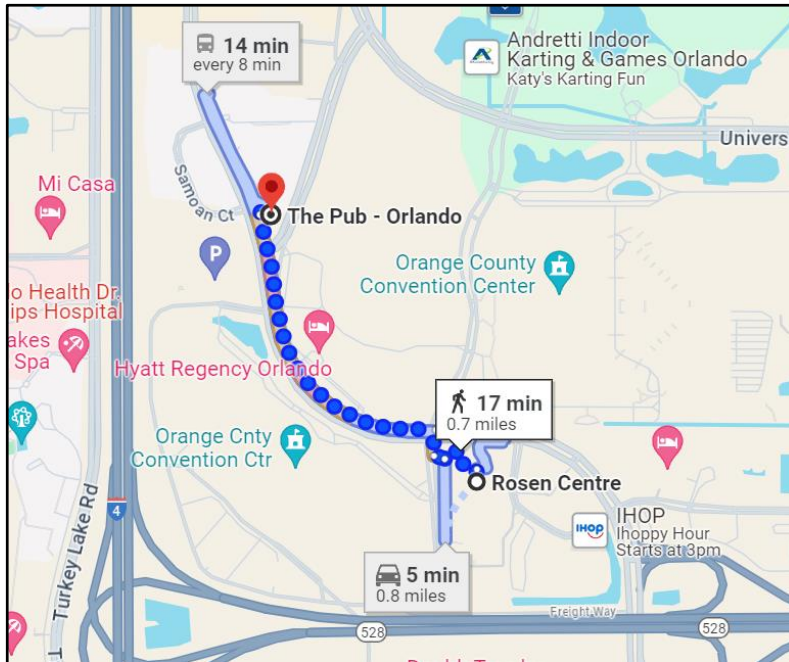 14 min
every 8 min
Andretti Indoor
Karting & Games Orlando
Katy's Karting Fun
Univers
Samoan Ct
Mi Casa
The Pub - Orlando
P
Orange County
Convention Center
lo Health Dr.
ips Hospital
akes
Spa
Hyatt Regency Orlando
17 min
0.7 miles
Orange Cnty
Convention Ctr
Rosen Centre
Turkey Lake Rd
4
IHOP
IHOP
Ihoppy Hour
Starts at 3pm
5 min
0.8 miles
Freight Way
528
528
T